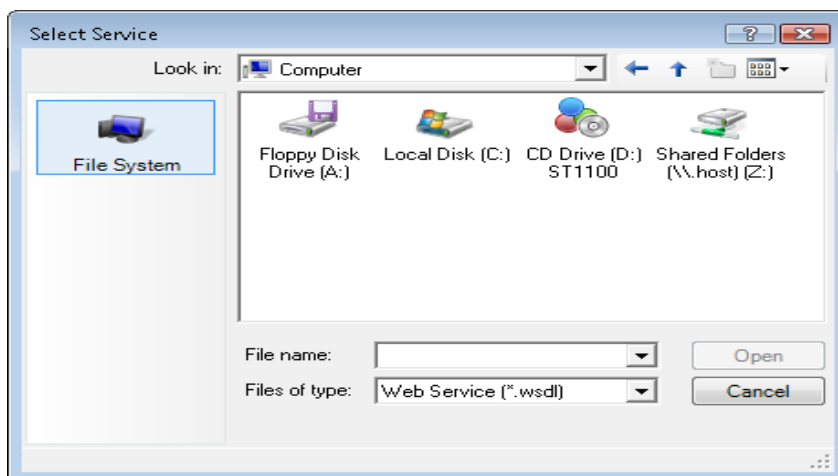 Select Service
Look in:
Computer
File System
Floppy Disk
Drive (A:)
Local Disk (C:)
CD Drive (D:)
ST1100
Shared Folders
(\\.host) (Z:)
File name:
Open
Files of type:
Web Service (*.wsdl)
Cancel